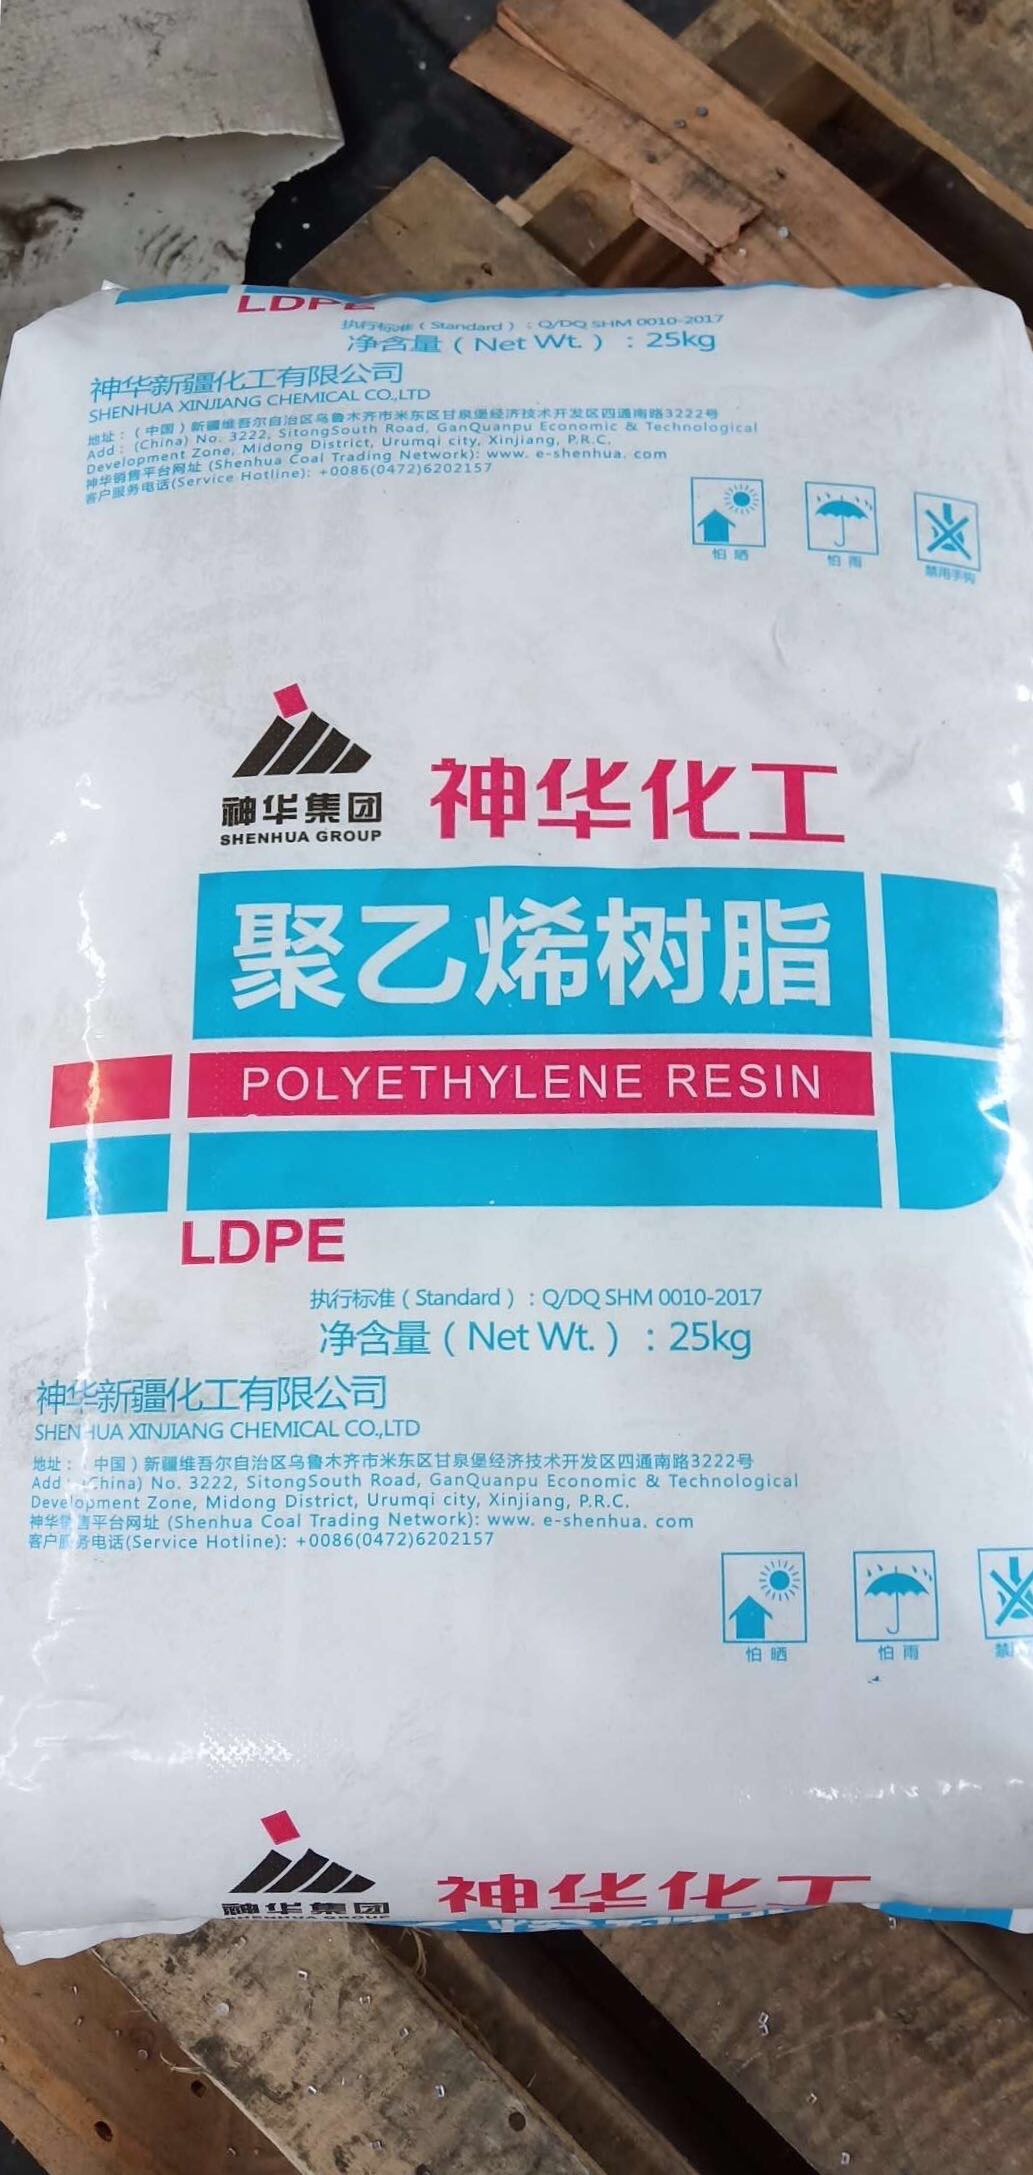 LDPE
执行标准（Standard）：Q/DQ SHM 0010-2017
净含量（Net Wt.）：25kg
神华新疆化工有限公司
SHENHUA XINJIANG CHEMICAL CO.,LTD
地址：（中国）新疆维吾尔自治区乌鲁木齐市米东区甘泉堡经济技术开发区四通南路3222号
Add：(China) No. 3222, SitongSouth Road, GanQuanpu Economic & Technological
Development Zone, Midong District, Urumqi city, Xinjiang, P.R.C.
神华销售平台网址 (Shenhua Coal Trading Network): www. e-shenhua. com
客户服务电话(Service Hotline): +0086(0472)6202157
怕 晒
怕 雨
禁用手钩
神华集团
SHENHUA GROUP
神华化工
聚乙烯树脂
POLYETHYLENE RESIN
LDPE
执行标准（Standard）：Q/DQ SHM 0010-2017
净含量（Net Wt.）：25kg
神华新疆化工有限公司
SHENHUA XINJIANG CHEMICAL CO.,LTD
地址：（中国）新疆维吾尔自治区乌鲁木齐市米东区甘泉堡经济技术开发区四通南路3222号
Add：(China) No. 3222, SitongSouth Road, GanQuanpu Economic & Technological
Development Zone, Midong District, Urumqi city, Xinjiang, P.R.C.
神华销售平台网址 (Shenhua Coal Trading Network): www. e-shenhua. com
客户服务电话(Service Hotline): +0086(0472)6202157
怕 晒
怕 雨
禁
神华集团
SHENHUA GROUP
神华化工